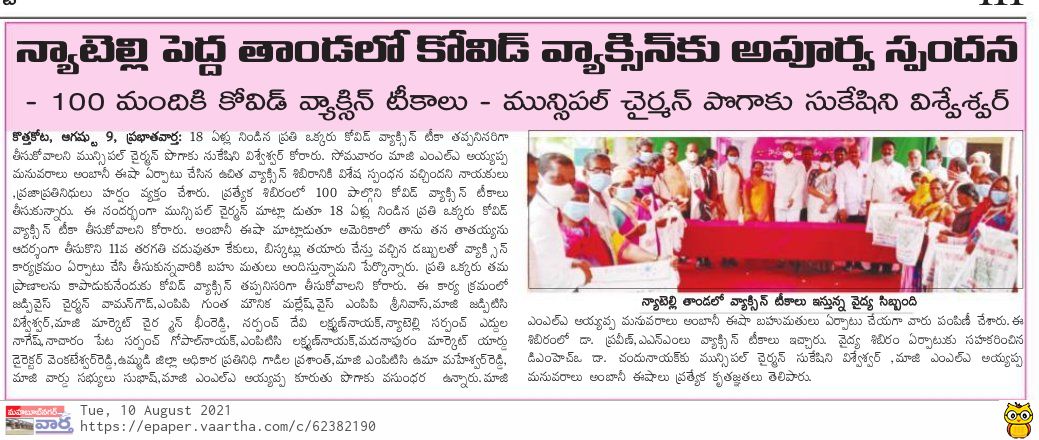 న్యాటెల్లి పెద్ద తాండలో కోవిడ్ వ్యాక్సిన్‌కు అపూర్వ స్పందన
- 100 మందికి కోవిడ్ వ్యాక్సిన్ టీకాలు - మున్సిపల్ చైర్మన్ పొగాకు సుకేషిని విశ్వేశ్వర్
కొత్తకోట, ఆగష్టు 9, ప్రభాతవార్త: 18 ఏళ్లు నిండిన ప్రతి ఒక్కరు కోవిడ్ వ్యాక్సిన్ టీకా తప్పనిసరిగా
తీసుకోవాలని మున్సిపల్ చైర్మన్ పొగాకు సుకేషిని విశ్వేశ్వర్ కోరారు. సోమవారం మాజి ఎంఎల్ఎ అయ్యప్ప
మనువరాలు అంబానీ ఈషా ఏర్పాటు చేసిన ఉచిత వ్యాక్సిన్ శిబిరానికి విశేష స్పంధన వచ్చిందని నాయకులు
,ప్రజాప్రతినిధులు హర్షం వ్యక్తం చేశారు. ప్రత్యేక శిబిరంలో 100 పాల్గొని కోవిడ్ వ్యాక్సిన్ టీకాలు
తీసుకున్నారు. ఈ సందర్భంగా మున్సిపల్ చైర్మన్ మాట్లా డుతూ 18 ఏళ్లు నిండిన ప్రతి ఒక్కరు కోవిడ్
వ్యాక్సిన్ టీకా తీసుకోవాలని కోరారు. అంబానీ ఈషా మాట్లాడుతూ అమెరికాలో తాను తన తాతయ్యను
ఆదర్శంగా తీసుకొని 11వ తరగతి చదువుతూ కేకులు, బిస్కట్లు తయారు చేస్తు వచ్చిన డబ్బులతో వ్యాక్సిన్
కార్యక్రమం ఏర్పాటు చేసి తీసుకున్నవారికి బహు మతులు అందిస్తున్నామని పేర్కొన్నారు. ప్రతి ఒక్కరు తమ
ప్రాణాలను కాపాడుకునేందుకు కోవిడ్ వ్యాక్సిన్ తప్పనిసరిగా తీసుకోవాలని కోరారు. ఈ కార్య క్రమంలో
జడ్పివైస్ చైర్మన్ వామన్‌గౌడ్,ఎంపిపి గుంత మౌనిక మల్లేష్,వైస్ ఎంపిపి శ్రీనివాస్,మాజి జడ్పిటిసి
విశ్వేశ్వర్,మాజి మార్కెట్ చైర మ్తన్ భీంరెడ్డి, సర్పంచ్ దేవి లక్ష్మణ్‌నాయక్,న్యాటెల్లి సర్పంచ్ ఎద్దుల
నాగేష్,నాచారం పేట సర్పంచ్ గోపాల్‌నాయక్,ఎంపిటిసి లక్ష్మణ్‌నాయక్,మదనాపురం మార్కెట్ యార్డు
డైరెక్టర్ వెంకటేశ్వర్‌రెడ్డి,ఉమ్మడి జిల్లా అధికార ప్రతినిధి గాడిల ప్రశాంత్,మాజి ఎంపిటిసి ఉమా మహేశ్వర్‌రెడ్డి,
మాజి వార్డు సభ్యులు సుభాష్,మాజి ఎంఎల్ఎ అయ్యప్ప కూరుతు పొగాకు వసుంధర ఉన్నారు.మాజి
న్యాటెల్లి తాండలో వ్యాక్సిన్ టీకాలు ఇస్తున్న వైద్య సిబ్బంది
ఎంఎల్ఎ అయ్యప్ప మనువరాలు అంబానీ ఈషా బహుమతులు ఏర్పాటు చేయగా వారు పంపిణీ చేశారు.ఈ
శిబిరంలో డా. ప్రవీణ్,ఎఎన్ఎంలు వ్యాక్సిన్ టీకాలు ఇచ్చారు. వైద్య శిబిరం ఏర్పాటుకు సహకరించిన
డిఎంహెచ్ఒ డా. చందునాయక్‌కు మున్సిపల్ చైర్మన్ సుకేషిని విశ్వేశ్వర్ ,మాజి ఎంఎల్ఎ అయ్యప్ప
మనువరాలు అంబానీ ఈషాలు ప్రత్యేక కృతజ్ఞతలు తెలిపారు.
మహబూబ్‌నగర్
వార్త
Tue, 10 August 2021
https://epaper.vaartha.com/c/62382190